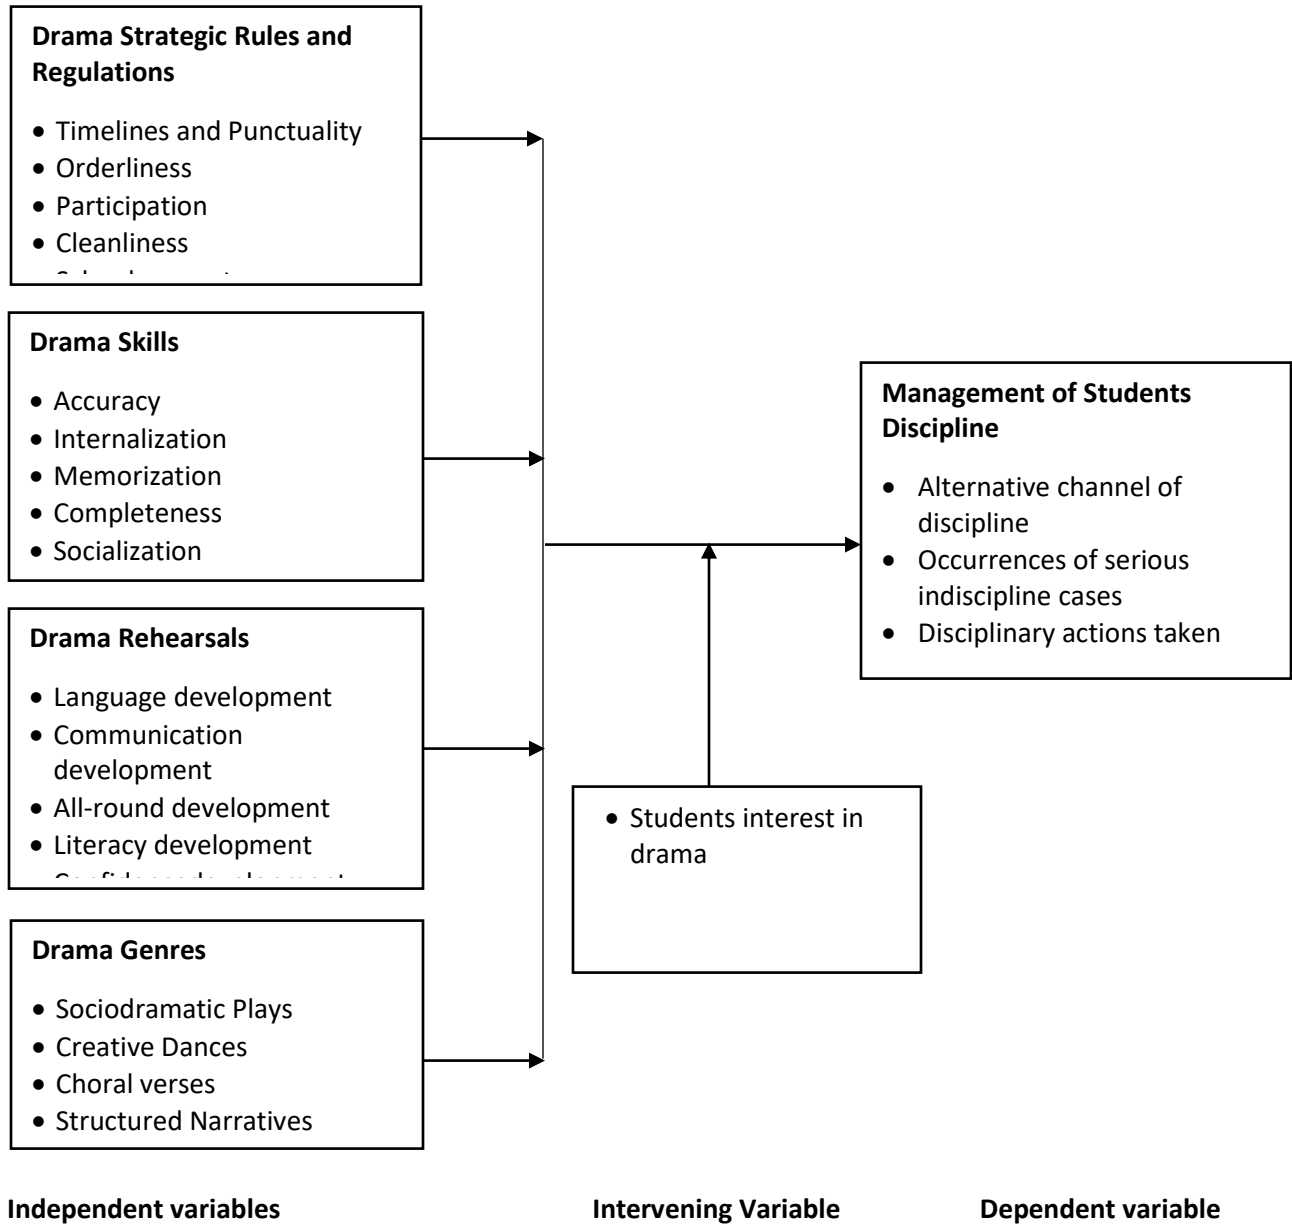 Drama Strategic Rules and
Regulations
• Timelines and Punctuality
• Orderliness
• Participation
• Cleanliness
Drama Skills
• Accuracy
• Internalization
• Memorization
• Completeness
• Socialization
Drama Rehearsals
• Language development
• Communication
development
• All-round development
• Literacy development
Drama Genres
• Sociodramatic Plays
• Creative Dances
• Choral verses
• Structured Narratives
• Students interest in
drama
Management of Students
Discipline
• Alternative channel of
discipline
• Occurrences of serious
indiscipline cases
• Disciplinary actions taken
Independent variables
Intervening Variable
Dependent variable